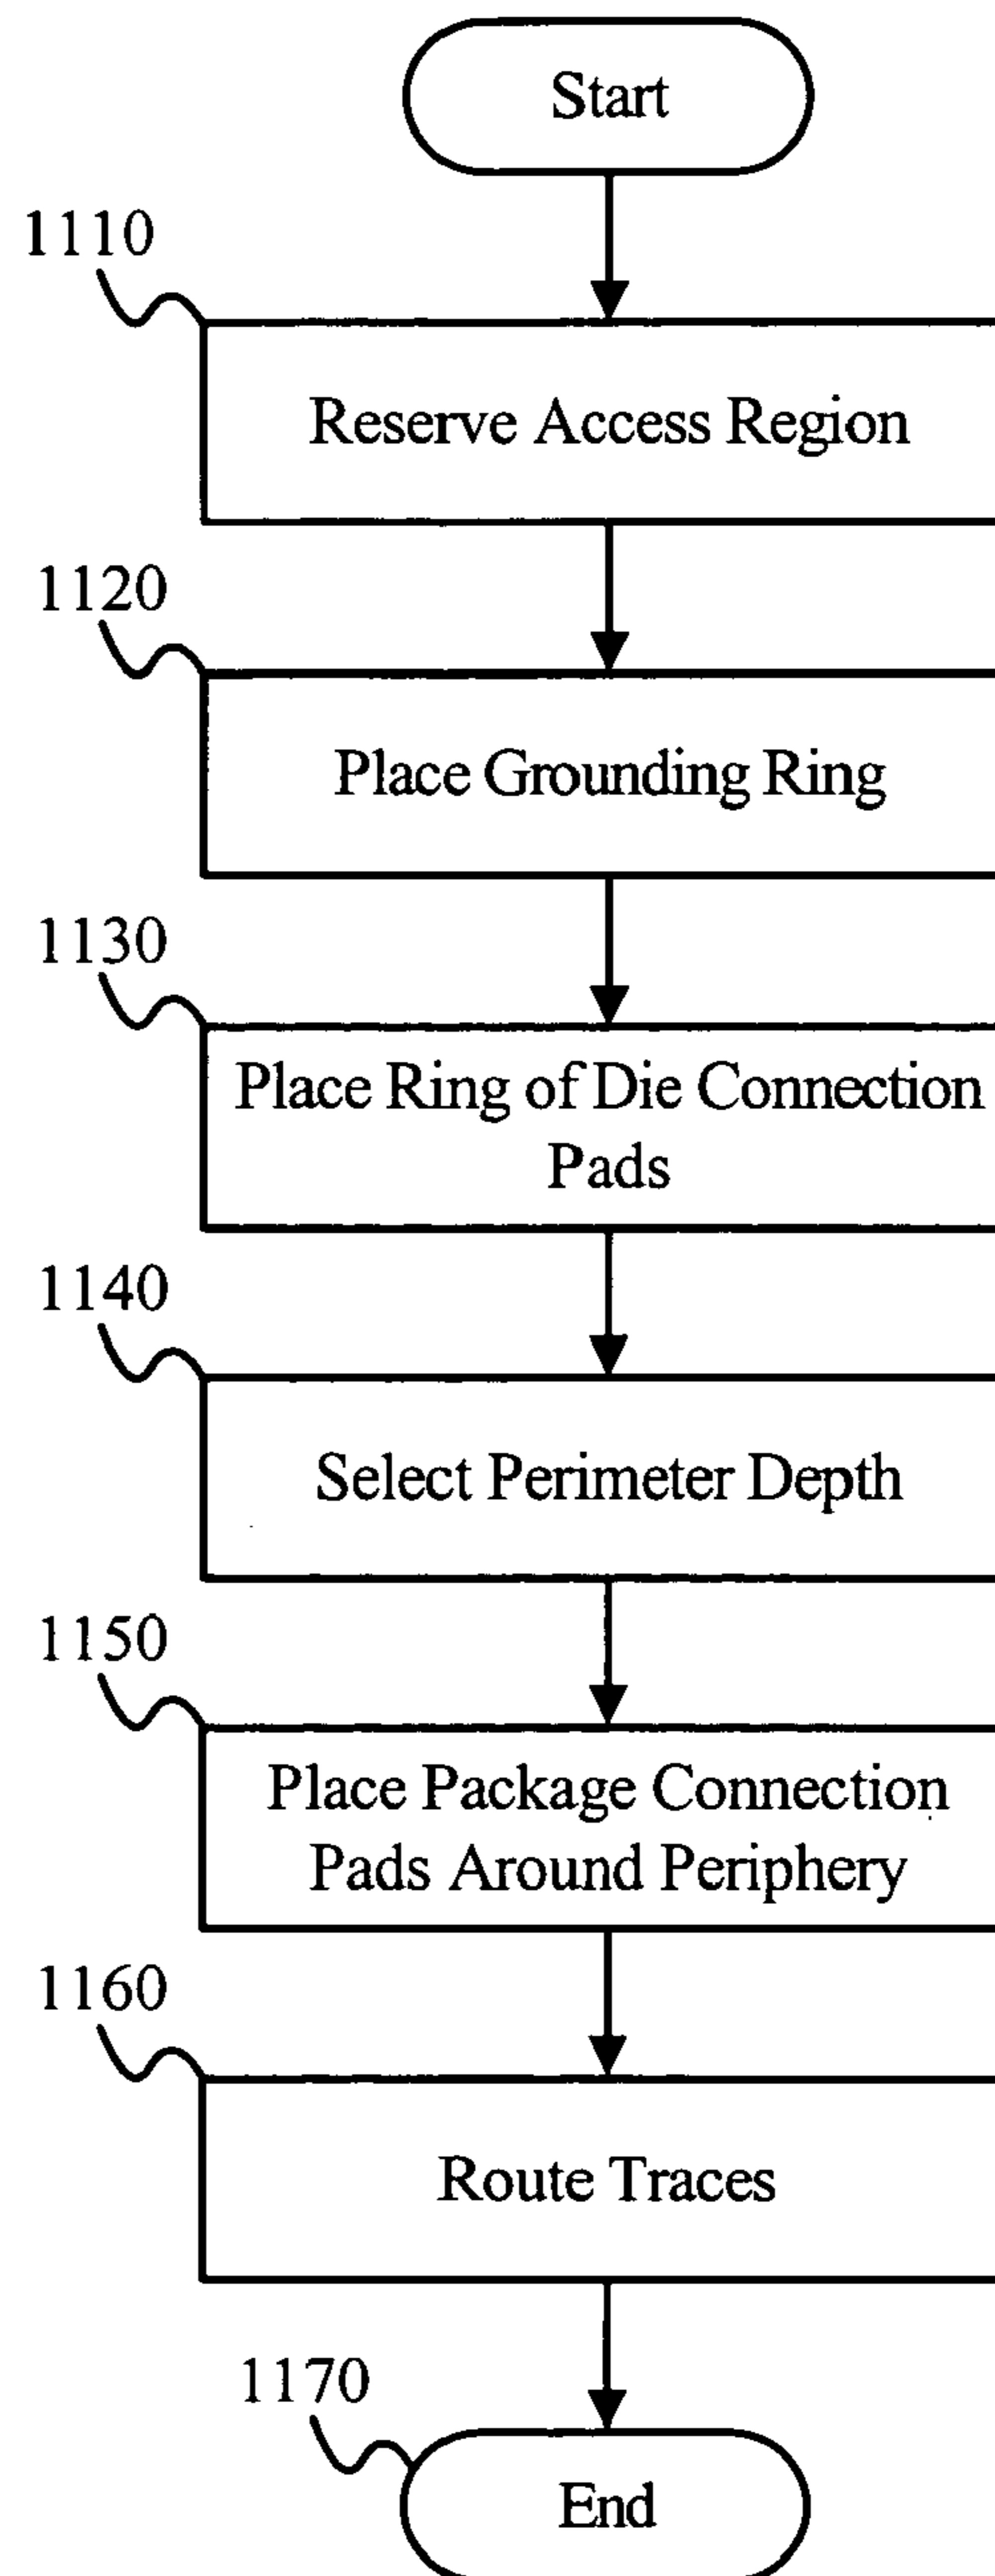 Start
1110
Reserve Access Region
1120
Place Grounding Ring
1130
Place Ring of Die Connection
Pads
1140
Select Perimeter Depth
1150
Place Package Connection
Pads Around Periphery
1160
Route Traces
1170
End